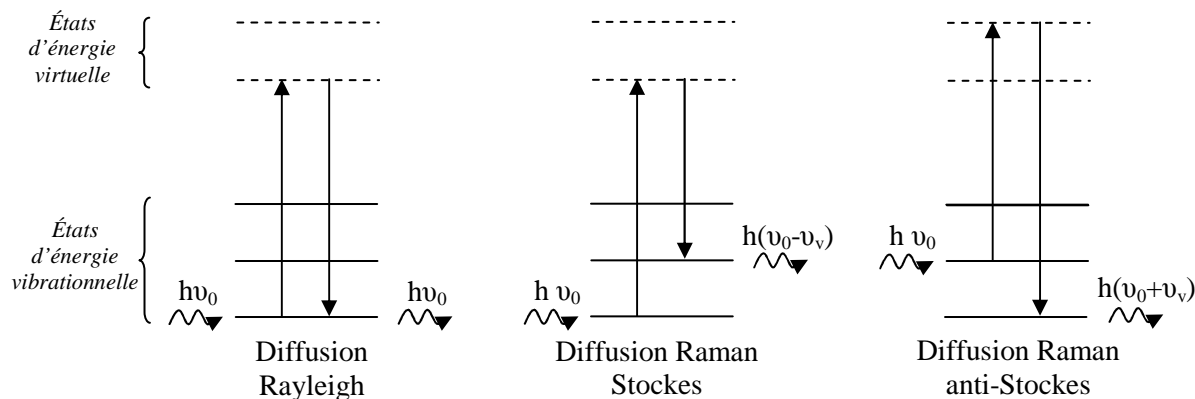 États
d'énergie
virtuelle
États
d'énergie
vibrationnelle
hυ₀
hυ₀
Diffusion
Rayleigh
h υ₀
h(υ₀-υᵥ)
Diffusion Raman
Stockes
h υ₀
h(υ₀+υᵥ)
Diffusion Raman
anti-Stockes